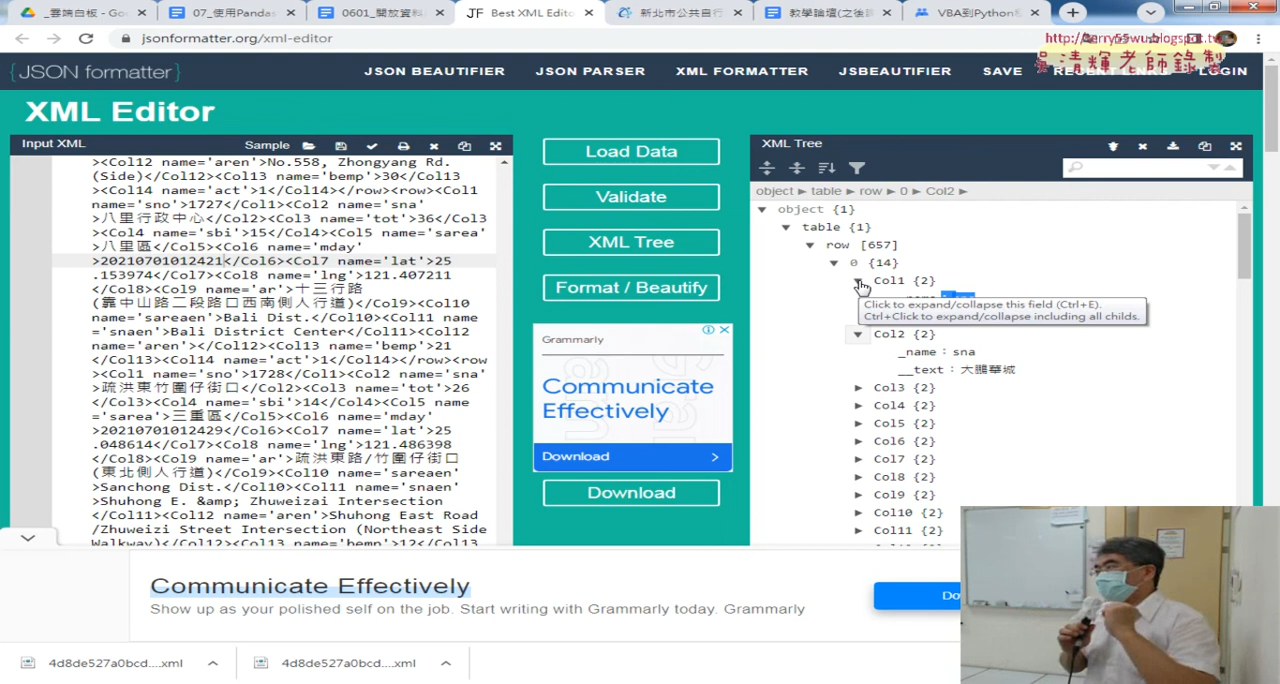 _雲端白板 - Go
07_使用Panda
0601_開放資料
JF Best XML Edito
新北市公共自行
教學論壇(之後
VBA到Python
jsonformatter.org/xml-editor
http://terry55wu.blogspot.tw
吳清輝老師錄製
{JSON formatter}
JSON BEAUTIFIER
JSON PARSER
XML FORMATTER
JSBEAUTIFIER
SAVE
RECENT LINKS
LOGIN
XML Editor
Input XML
Sample
><Col12 name='aren'>No.558, Zhongyang Rd.
(Side)</Col12><Col13 name='bemp'>30</Col13
><Col14 name='act'>1</Col14></row><row><Col1
name='sno'>1727</Col1><Col2 name='sna'
>八里行政中心</Col2><Col3 name='tot'>36</Col3
><Col4 name='sbi'>15</Col4><Col5 name='sarea'
>八里區</Col5><Col6 name='mday'
>20210701012421</Col6><Col7 name='lat'>25
.153974</Col7><Col8 name='lng'>121.407211
</Col8><Col9 name='ar'>十三行路
(靠中山路二段路口西南側人行道)</Col9><Col10
name='sareaen'>Bali Dist.</Col10><Col11 name
='snaen'>Bali District Center</Col11><Col12
name='aren'></Col12><Col13 name='bemp'>21
</Col13><Col14 name='act'>1</Col14></row><row
><Col1 name='sno'>1728</Col1><Col2 name='sna'
>疏洪東竹圍仔街口</Col2><Col3 name='tot'>26
</Col3><Col4 name='sbi'>14</Col4><Col5 name
='sarea'>三重區</Col5><Col6 name='mday'
>20210701012429</Col6><Col7 name='lat'>25
.048614</Col7><Col8 name='lng'>121.486398
</Col8><Col9 name='ar'>疏洪東路/竹圍仔街口
(東北側人行道)</Col9><Col10 name='sareaen'
>Sanchong Dist.</Col10><Col11 name='snaen'
>Shuhong E. &amp; Zhuweizai Intersection
</Col11><Col12 name='aren'>Shuhong East Road
/Zhuweizi Street Intersection (Northeast Side
Walkway)</Col12><Col13 name='bemp'>12</Col13
Load Data
Validate
XML Tree
Format / Beautify
Grammarly
Communicate
Effectively
Download
Download
XML Tree
object ▶ table ▶ row ▶ 0 ▶ Col2 ▶
object {1}
table {1}
row [657]
0 {14}
Col1 {2}
Click to expand/collapse this field (Ctrl+E).
Ctrl+Click to expand/collapse including all childs.
Col2 {2}
_name : sna
__text : 大鵬華城
Col3 {2}
Col4 {2}
Col5 {2}
Col6 {2}
Col7 {2}
Col8 {2}
Col9 {2}
Col10 {2}
Col11 {2}
Communicate Effectively
Show up as your polished self on the job. Start writing with Grammarly today. Grammarly
Do
4d8de527a0bcd....xml
4d8de527a0bcd....xml